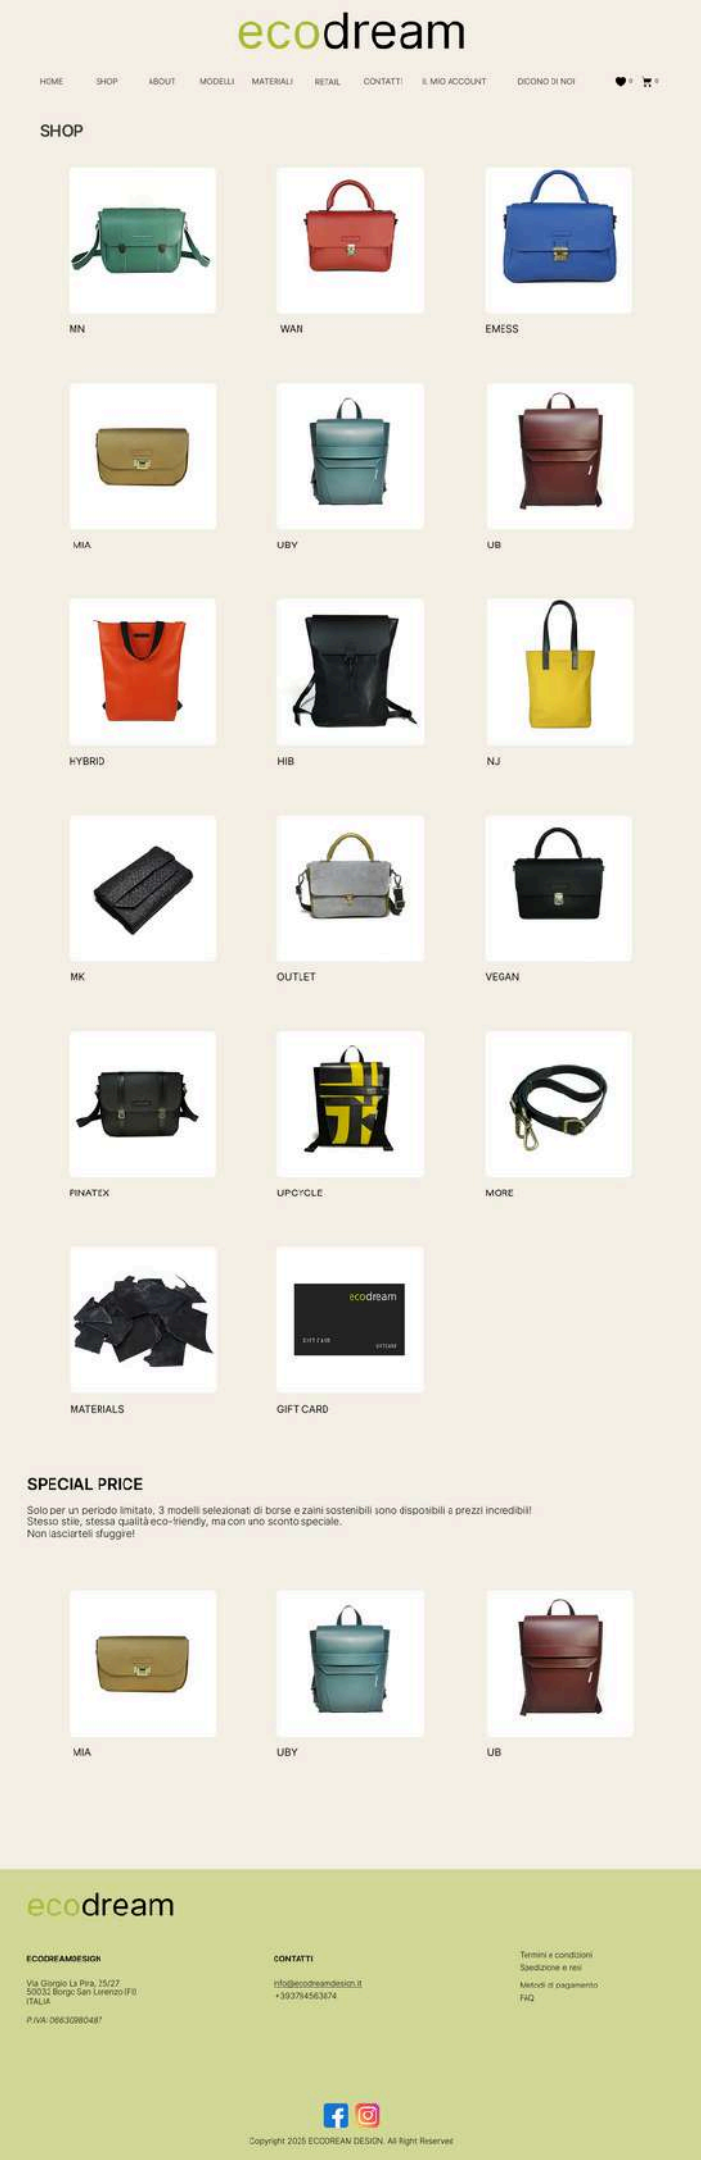 ecodream
HOME SHOP ABOUT MODELLI MATERIALI RETAIL CONTATTI IL MIO ACCOUNT DICONO DI NOI 0 0
SHOP
MN WAN EMESS
MIA UBY UB
HYBRID HIB NJ
MK OUTLET VEGAN
PINATEX UPCYCLE MORE
ecodream
GIFT CARD
MATERIALS GIFT CARD
SPECIAL PRICE
Solo per un periodo limitato, 3 modelli selezionati di borse e zaini sostenibili sono disponibili a prezzi incredibili!
Stesso stile, stessa qualità eco-friendly, ma con uno sconto speciale.
Non lasciarteli sfuggire!
MIA UBY UB
ecodream
ECODREAMDESIGN CONTATTI Termini e condizioni
Spedizione e resi
Via Giorgio La Pira, 25/27 info@ecodreamdesign.it Metodi di pagamento
50032 Borgo San Lorenzo (FI) FAQ
ITALIA
P.IVA:
Copyright 2025 ECODREAN DESIGN. All Right Reserved